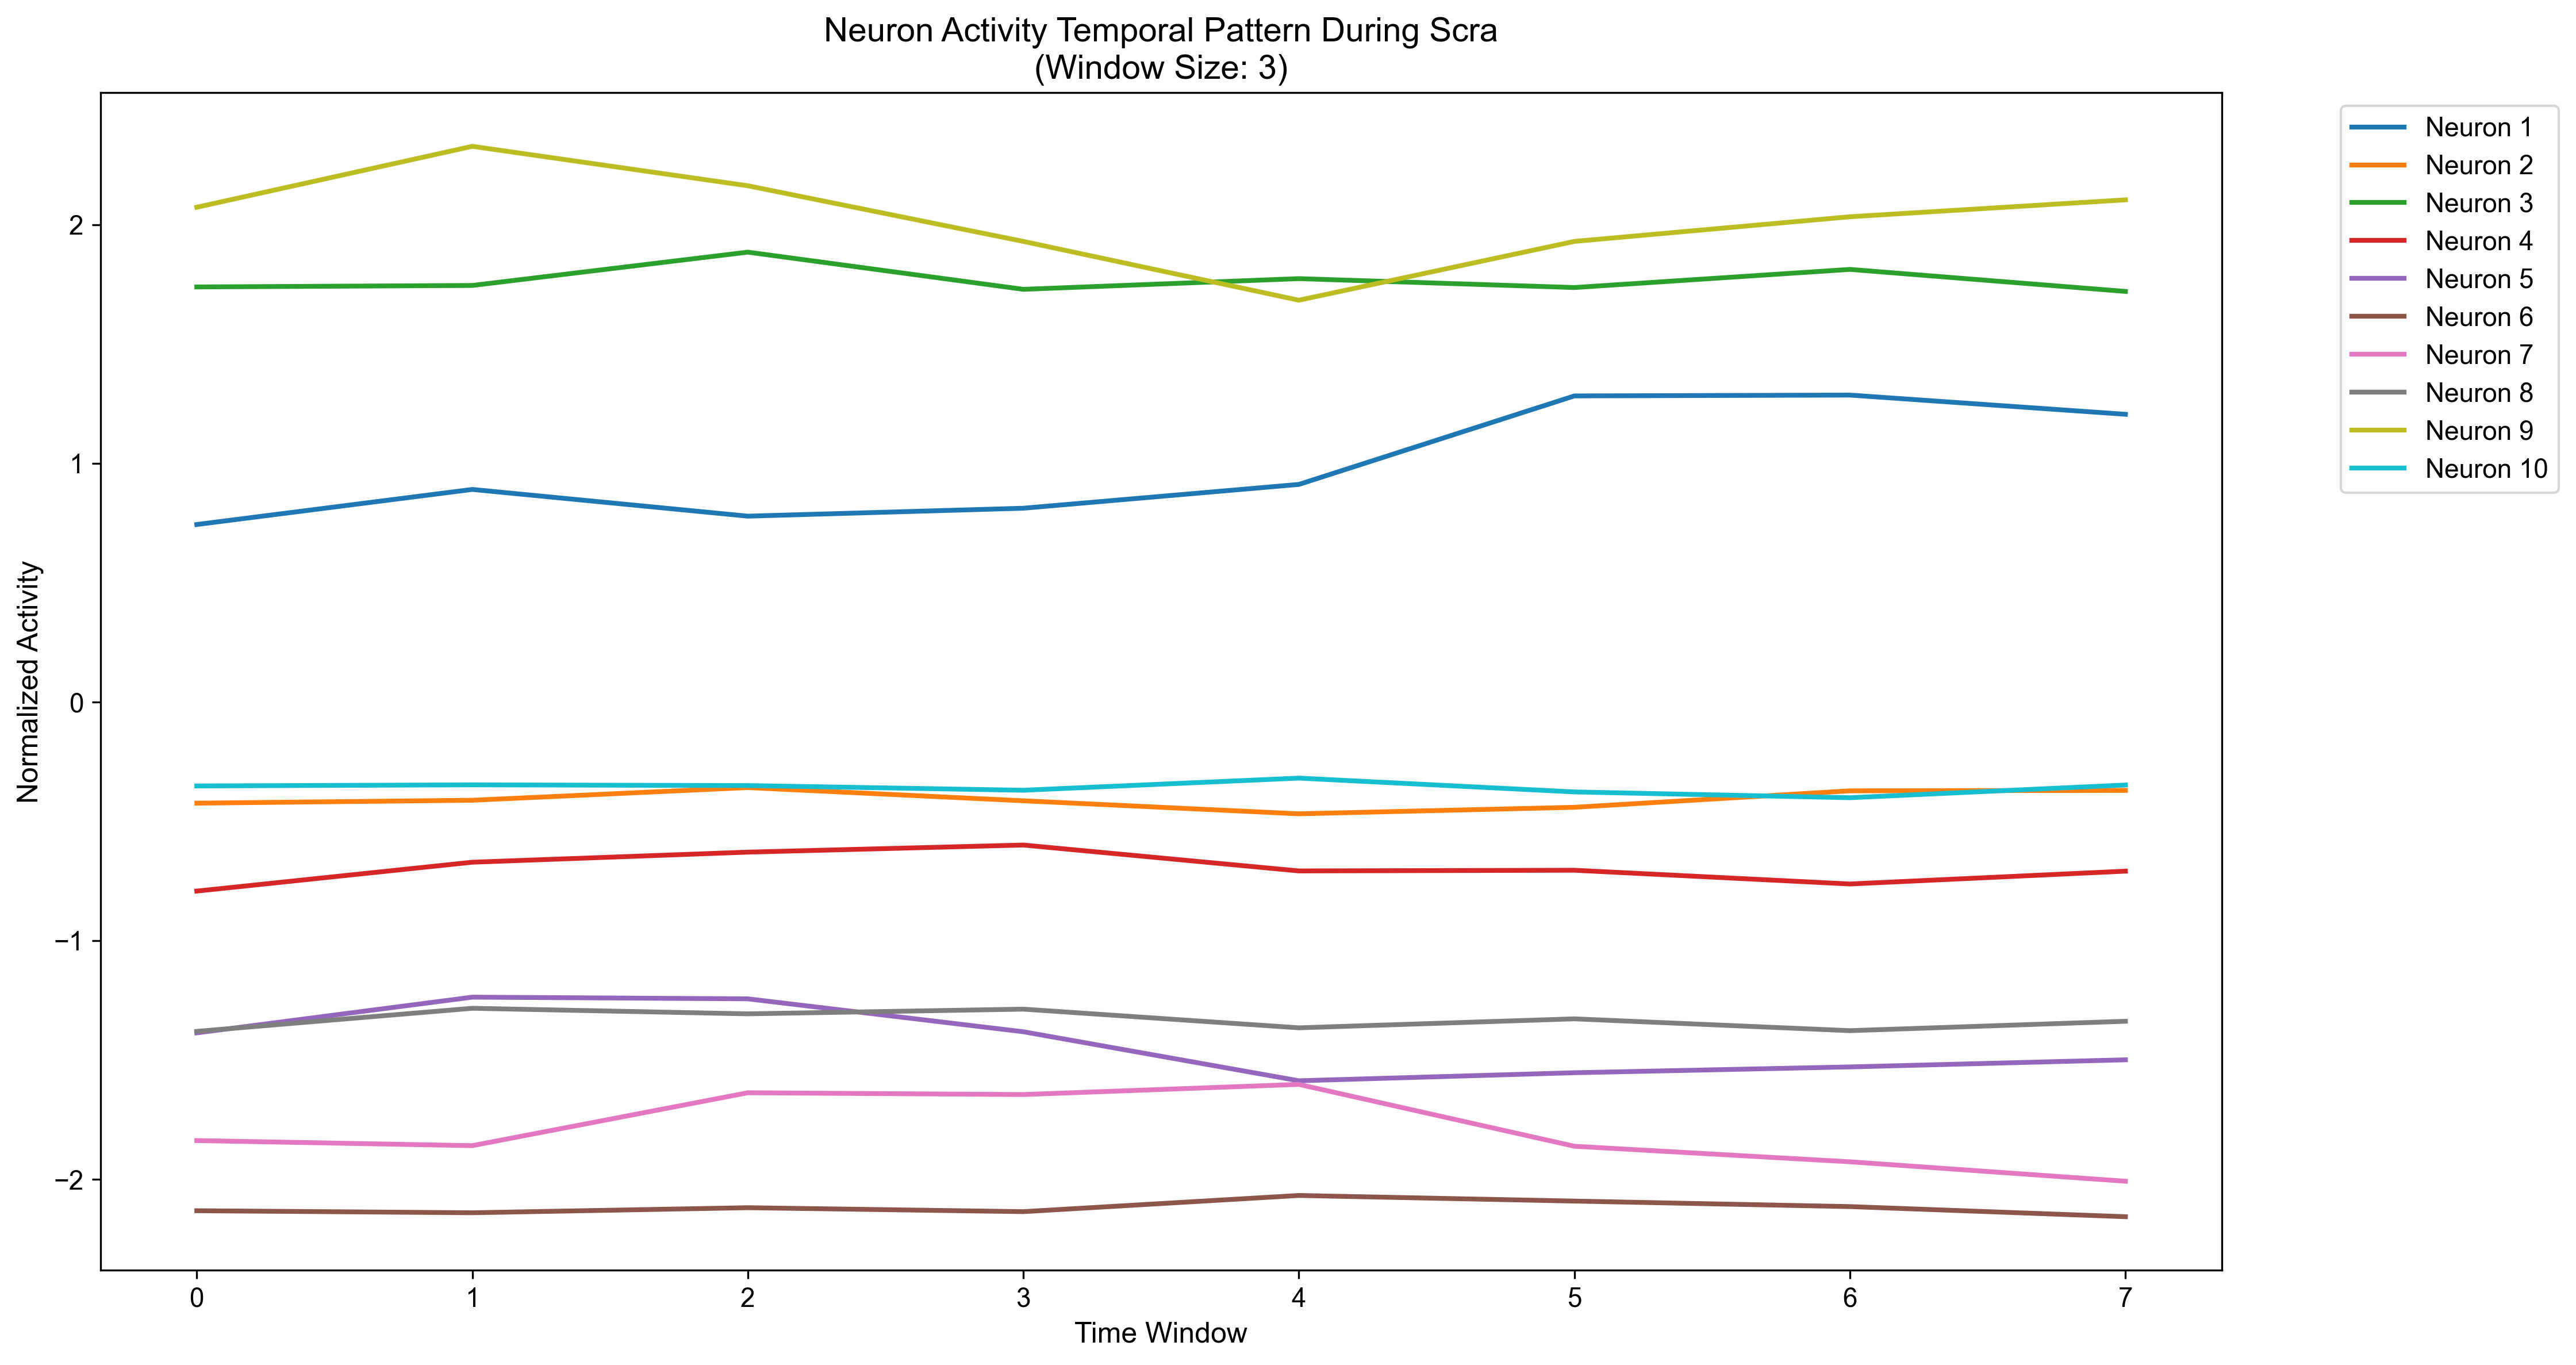 Neuron Activity Temporal Pattern During Scra
(Window Size: 3)
Normalized Activity
2
1
0
−1
−2
0 1 2 3 4 5 6 7
Time Window
Neuron 1
Neuron 2
Neuron 3
Neuron 4
Neuron 5
Neuron 6
Neuron 7
Neuron 8
Neuron 9
Neuron 10